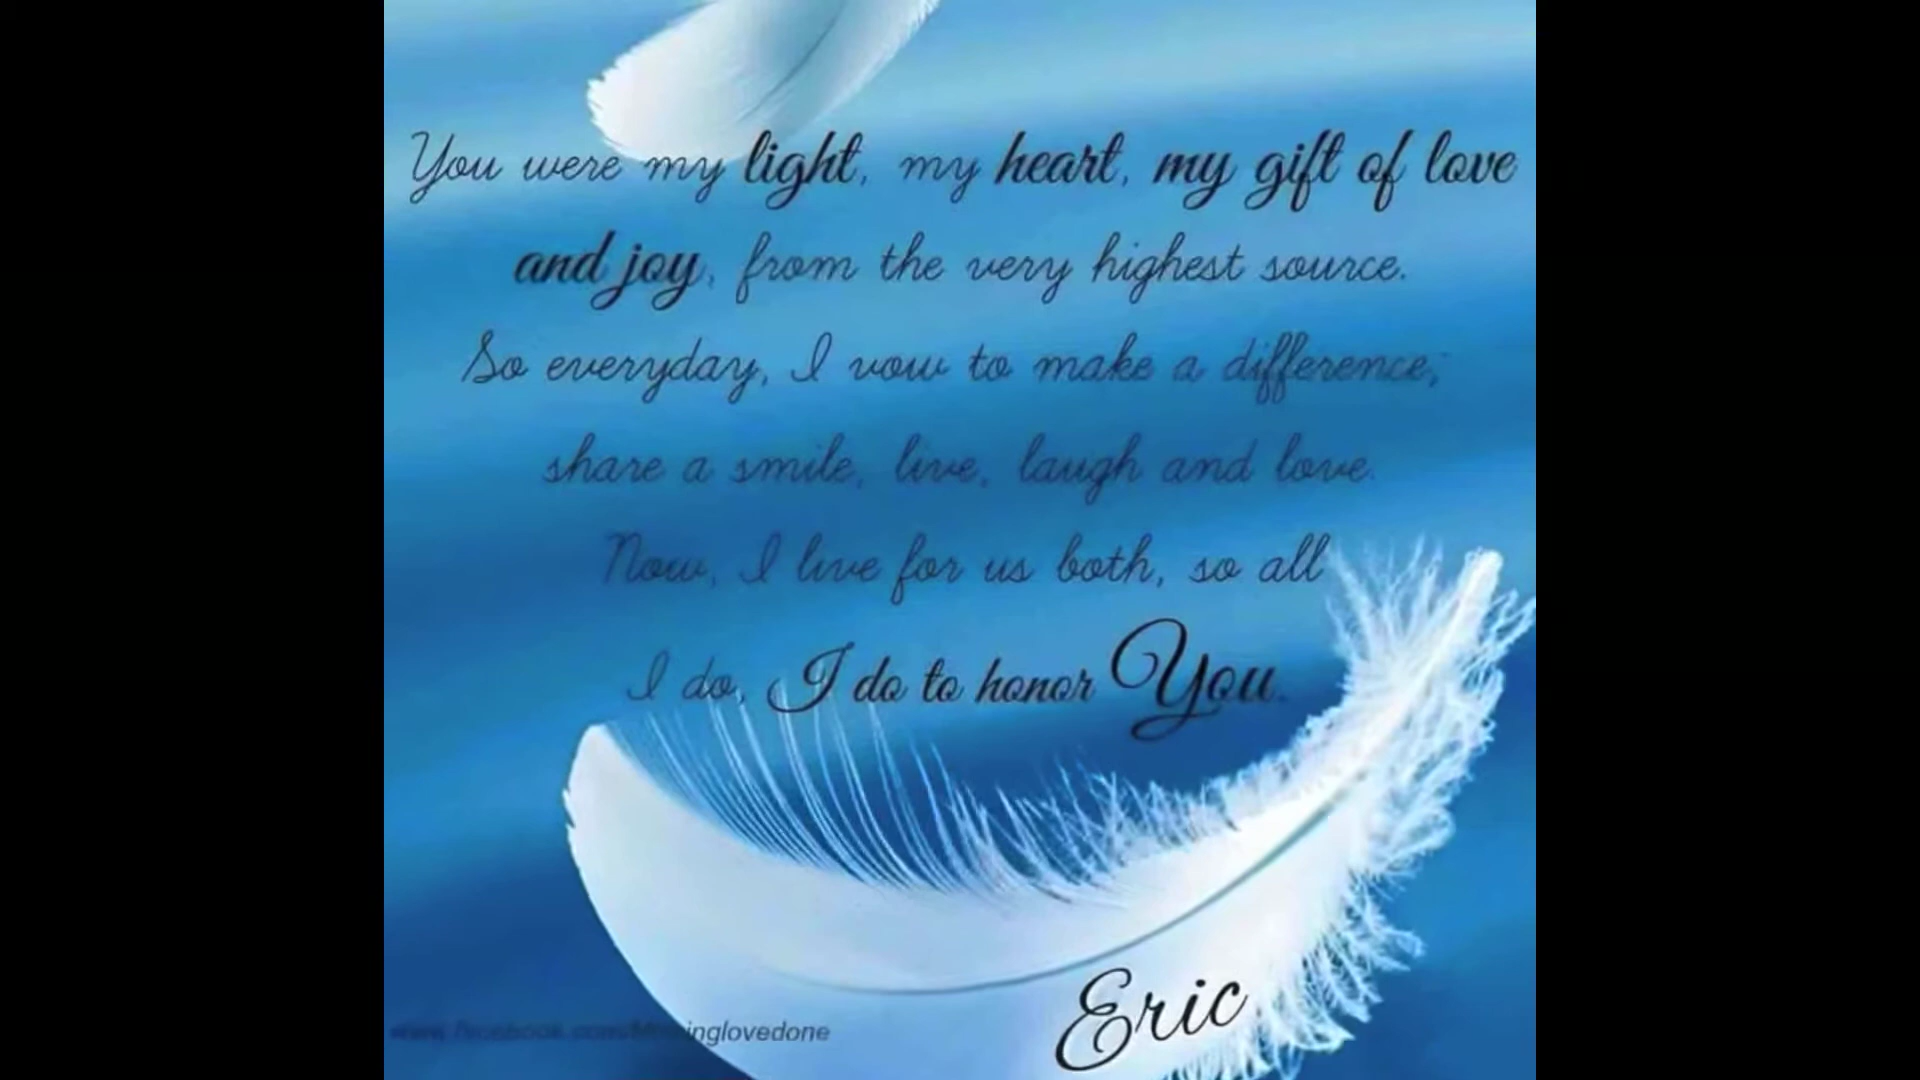 You were my light, my heart, my gift of love
and joy, from the very highest source.
So everyday, I vow to make a difference;
share a smile, live, laugh and love.
Now, I live for us both, so all
I do, I do to honor You.
Eric